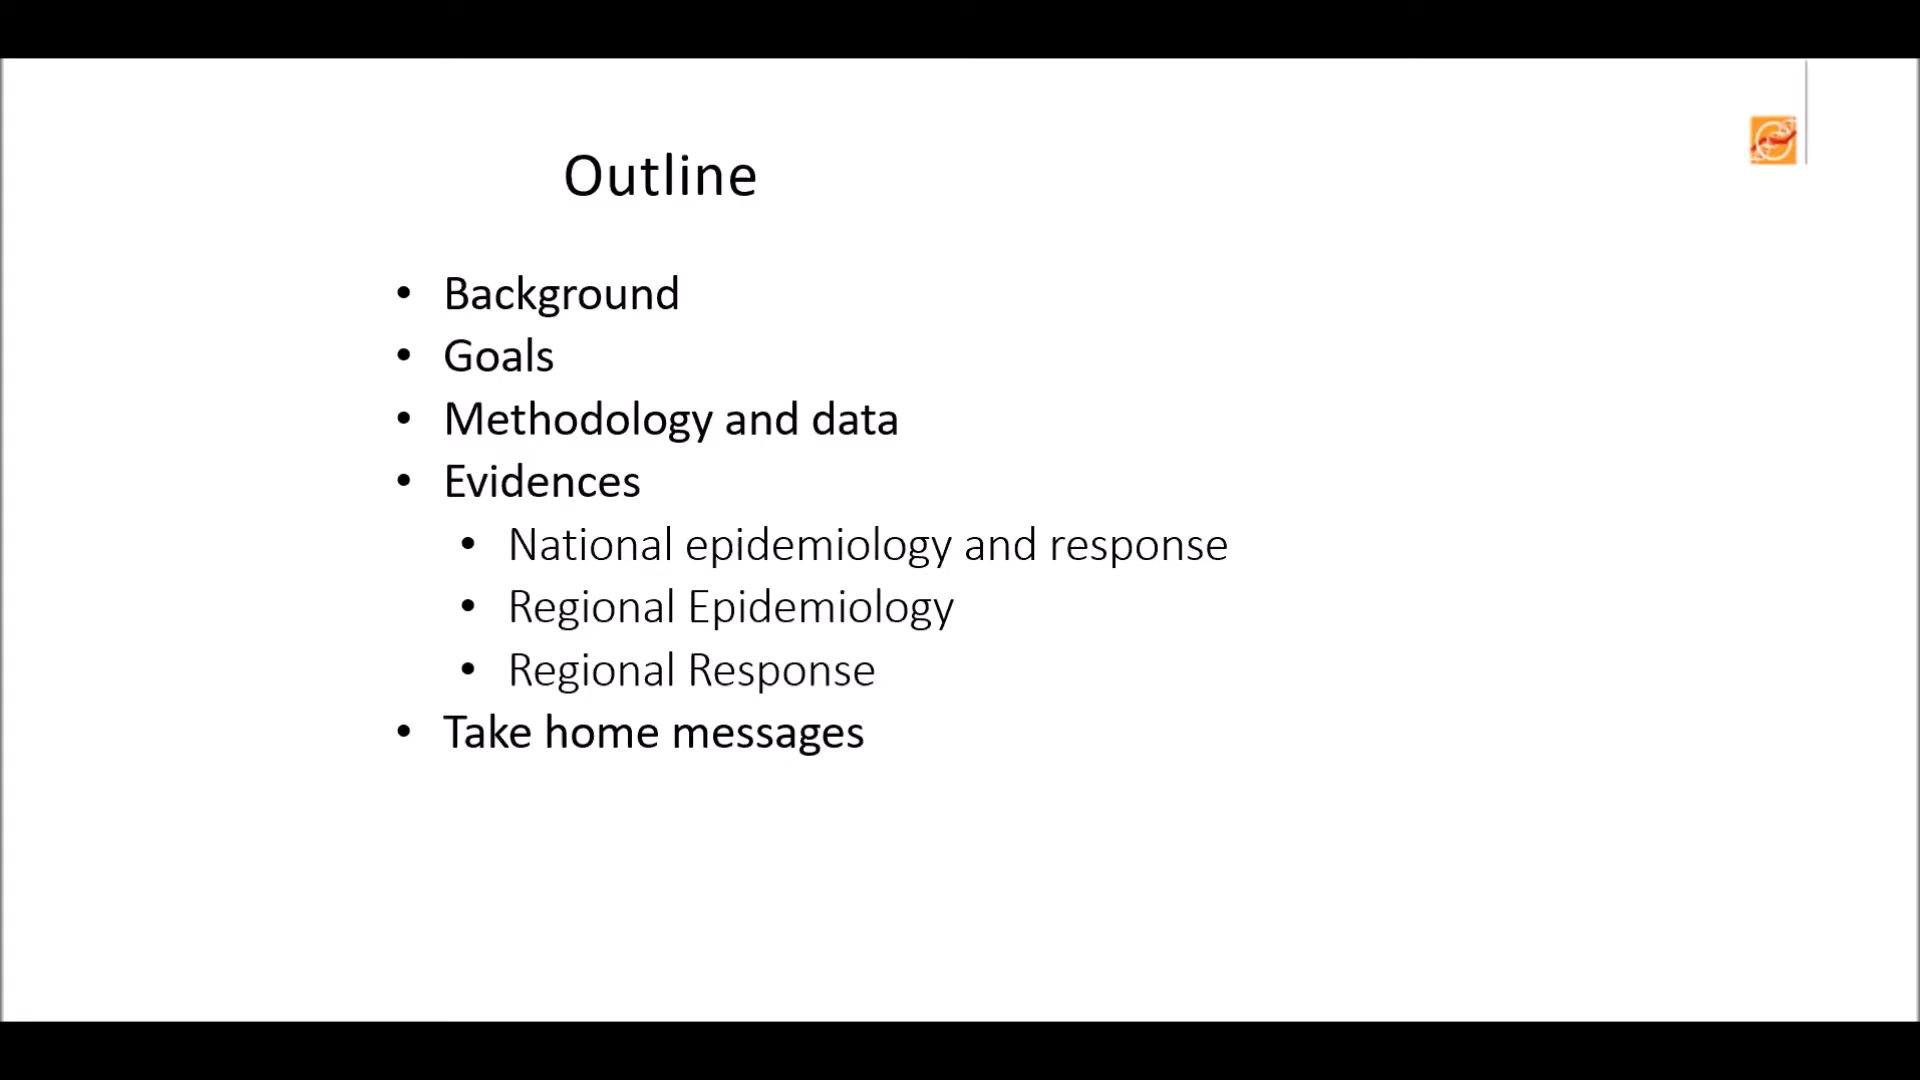 Outline
• Background
• Goals
• Methodology and data
• Evidences
• National epidemiology and response
• Regional Epidemiology
• Regional Response
• Take home messages